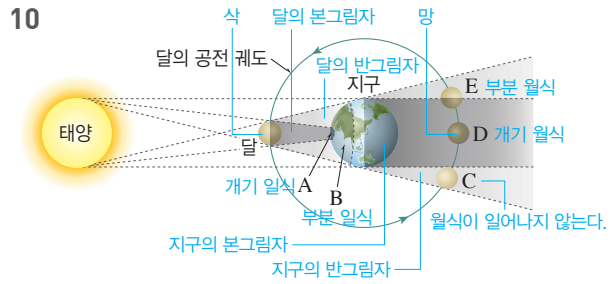 10
삭
달의 본그림자
망
달의 공전 궤도
달의 반그림자
지구
E 부분 월식
태양
달
D 개기 월식
개기 일식
A
B
C
부분 일식
월식이 일어나지 않는다.
지구의 본그림자
지구의 반그림자